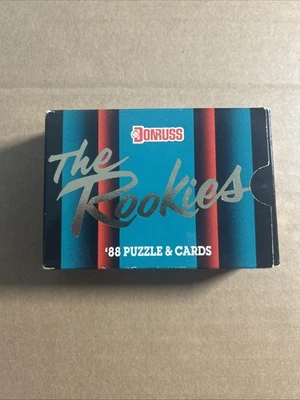 DONRUSS
The
Rookies
'88 PUZZLE & CARDS